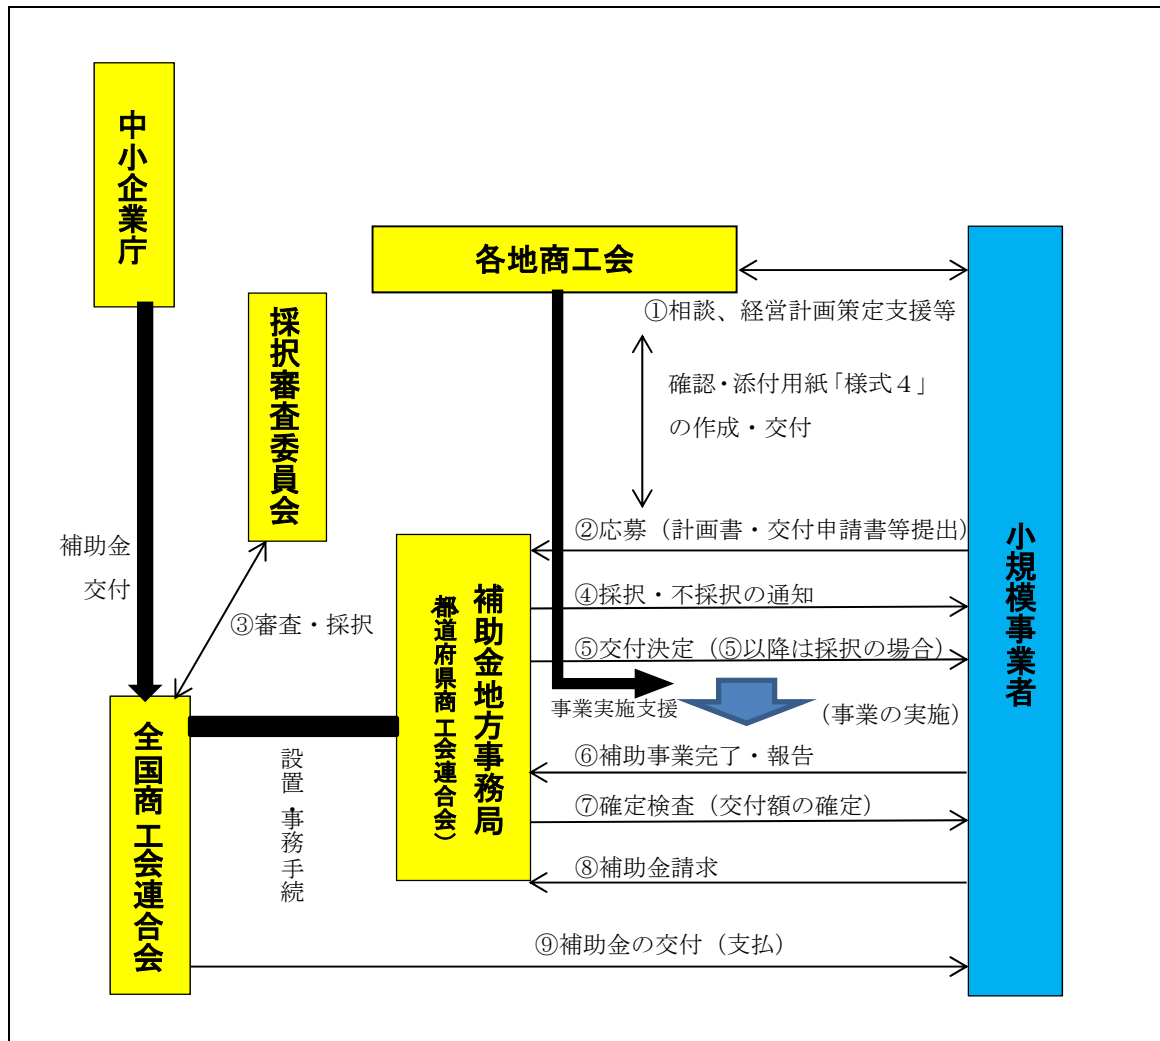 中小企業庁
各地商工会
採択審査委員会
①相談、経営計画策定支援等
確認・添付用紙「様式４」
の作成・交付
補助金
交付
③審査・採択
②応募（計画書・交付申請書等提出）
④採択・不採択の通知
⑤交付決定（⑤以降は採択の場合）
事業実施支援
（事業の実施）
補助金地方事務局
（都道府県商工会連合会）
小規模事業者
全国商工会連合会
設置・事務手続
⑥補助事業完了・報告
⑦確定検査（交付額の確定）
⑧補助金請求
⑨補助金の交付（支払）